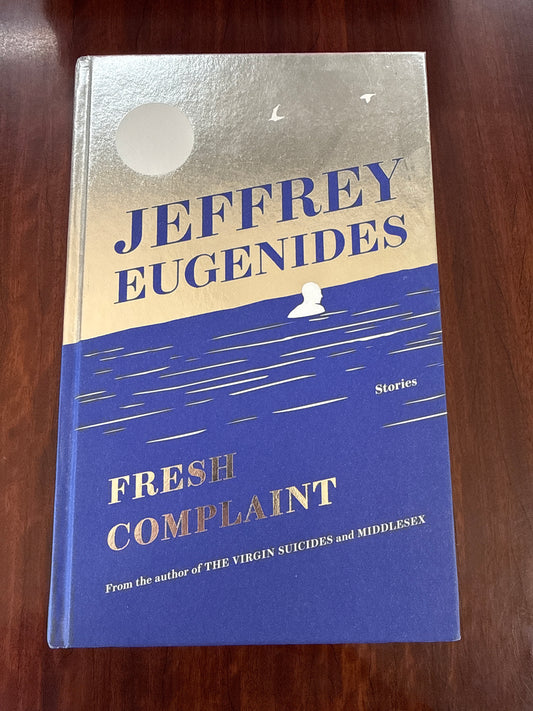 JEFFREY
EUGENIDES
Stories
FRESH
COMPLAINT
From the author of THE VIRGIN SUICIDES and MIDDLESEX